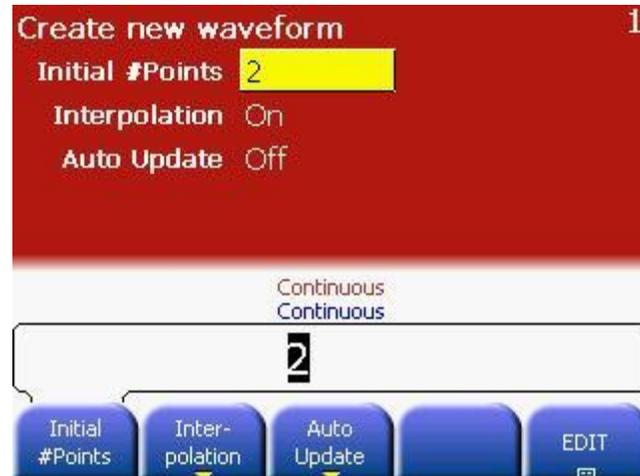 Create new waveform 1
Initial #Points 2
Interpolation On
Auto Update Off
Continuous
Continuous
2
Initial #Points
Inter-polation
Auto Update
EDIT